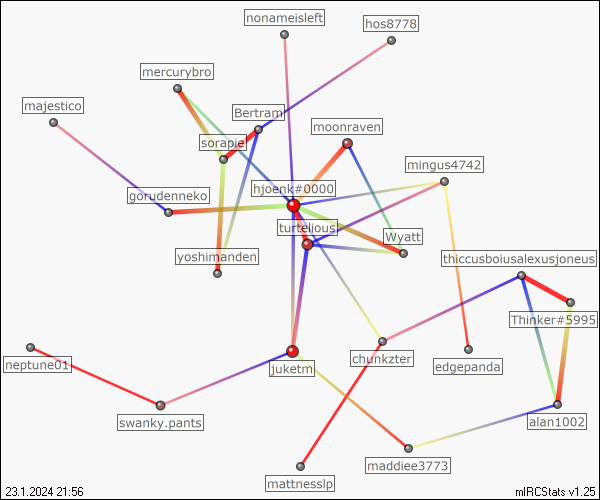 nonameisleft
hos8778
mercurybro
majestico
Bertram
moonraven
sorapie
mingus4742
hjoenk#0000
gorudenneko
turtelious
Wyatt
yoshimanden
thiccusboiusalexusjoneus
Thinker#5995
chunkzter
neptune01
juketm
edgepanda
swanky.pants
alan1002
maddiee3773
mattnesslp
23.1.2024 21:56
mIRCStats v1.25